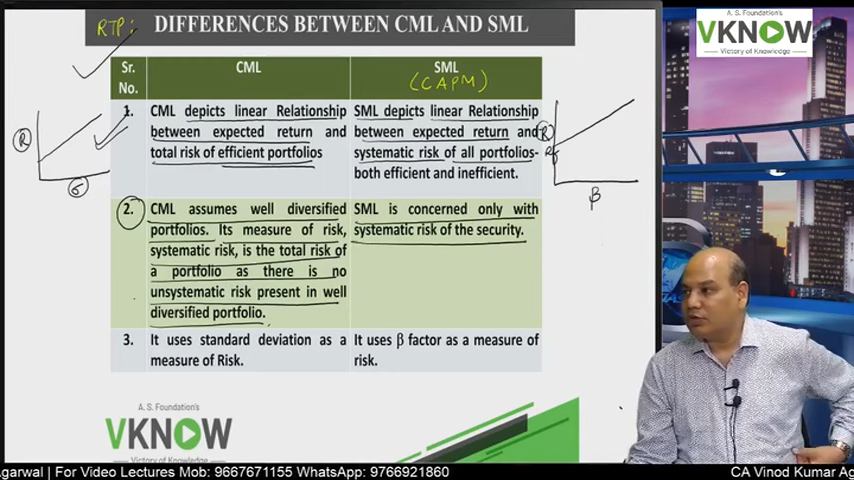 RTP:
DIFFERENCES BETWEEN CML AND SML
A. S. Foundation's
VKNOW
Victory of Knowledge
Sr.
No.
CML
SML
(CAPM)
1.
CML depicts linear Relationship
between expected return and
total risk of efficient portfolios
SML depicts linear Relationship
between expected return and
systematic risk of all portfolios-
both efficient and inefficient.
R
σ
R
Rf
β
2.
CML assumes well diversified
portfolios. Its measure of risk,
systematic risk, is the total risk of
a portfolio as there is no
unsystematic risk present in well
diversified portfolio.
SML is concerned only with
systematic risk of the security.
3.
It uses standard deviation as a
measure of Risk.
It uses β factor as a measure of
risk.
A. S. Foundation's
VKNOW
Victory of Knowledge
Agarwal | For Video Lectures Mob: 9667671155 WhatsApp: 9766921860
CA Vinod Kumar Ag